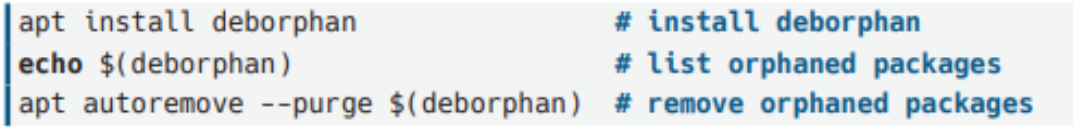 apt install deborphan # install deborphan
echo $(deborphan) # list orphaned packages
apt autoremove --purge $(deborphan) # remove orphaned packages